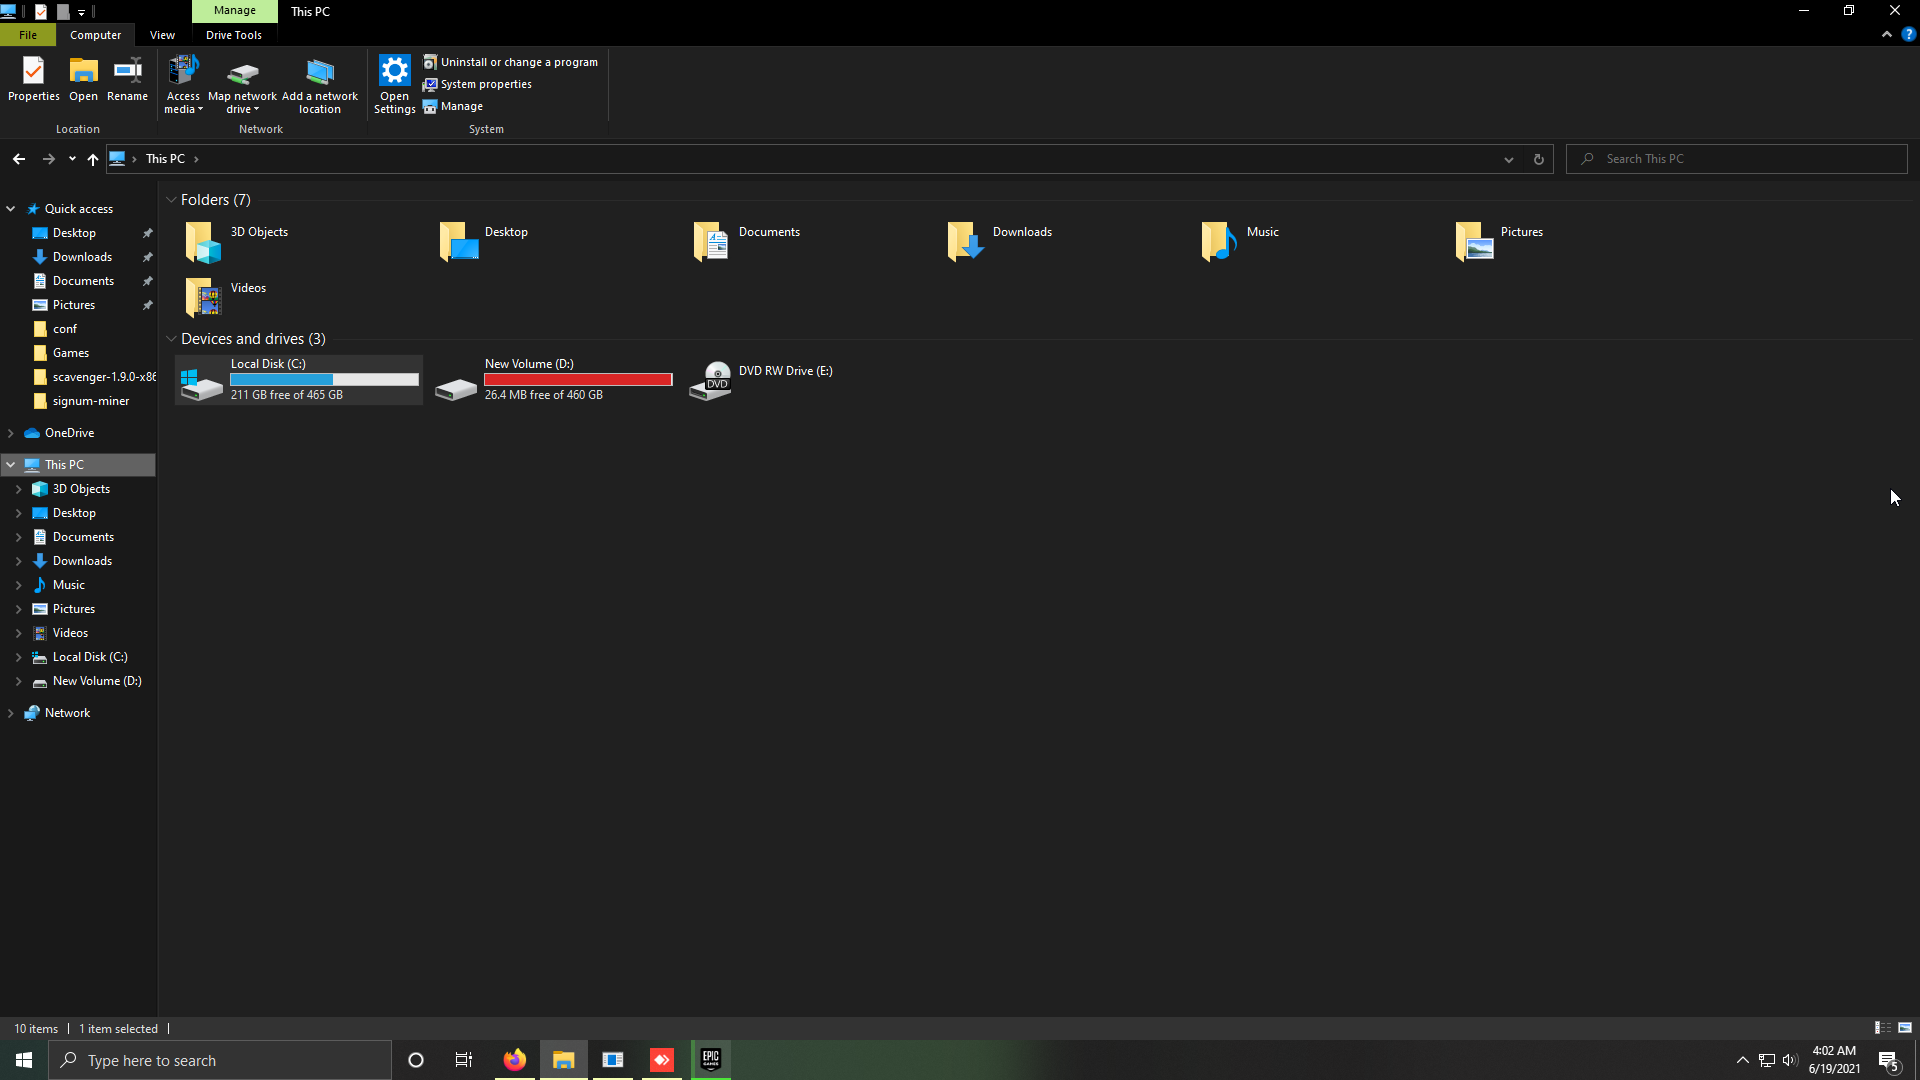 Manage
This PC
File
Computer
View
Drive Tools
?
Properties
Open
Rename
Access media
Map network drive
Add a network location
Open Settings
Uninstall or change a program
System properties
Manage
Location
Network
System
This PC
Search This PC
Quick access
Desktop
Downloads
Documents
Pictures
conf
Games
scavenger-1.9.0-x86
signum-miner
OneDrive
This PC
3D Objects
Desktop
Documents
Downloads
Music
Pictures
Videos
Local Disk (C:)
New Volume (D:)
Network
Folders (7)
3D Objects
Desktop
Documents
Downloads
Music
Pictures
Videos
Devices and drives (3)
Local Disk (C:)
211 GB free of 465 GB
New Volume (D:)
26.4 MB free of 460 GB
DVD
DVD RW Drive (E:)
10 items
1 item selected
Type here to search
EPIC
GAMES
4:02 AM
6/19/2021
5